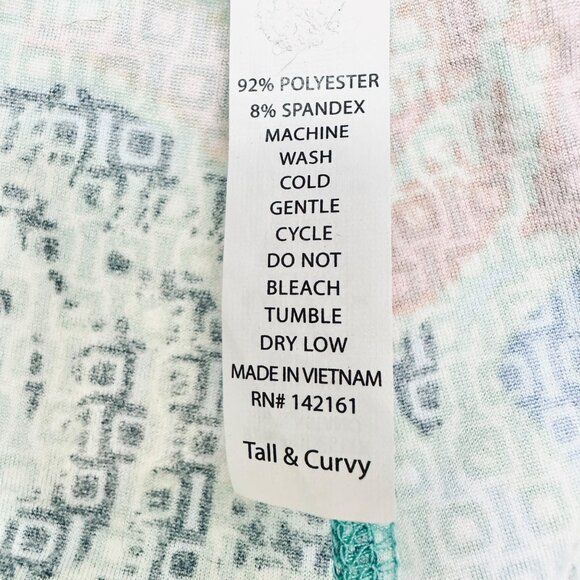 92% POLYESTER
8% SPANDEX
MACHINE
WASH
COLD
GENTLE
CYCLE
DO NOT
BLEACH
TUMBLE
DRY LOW
MADE IN VIETNAM
RN# 142161
Tall & Curvy